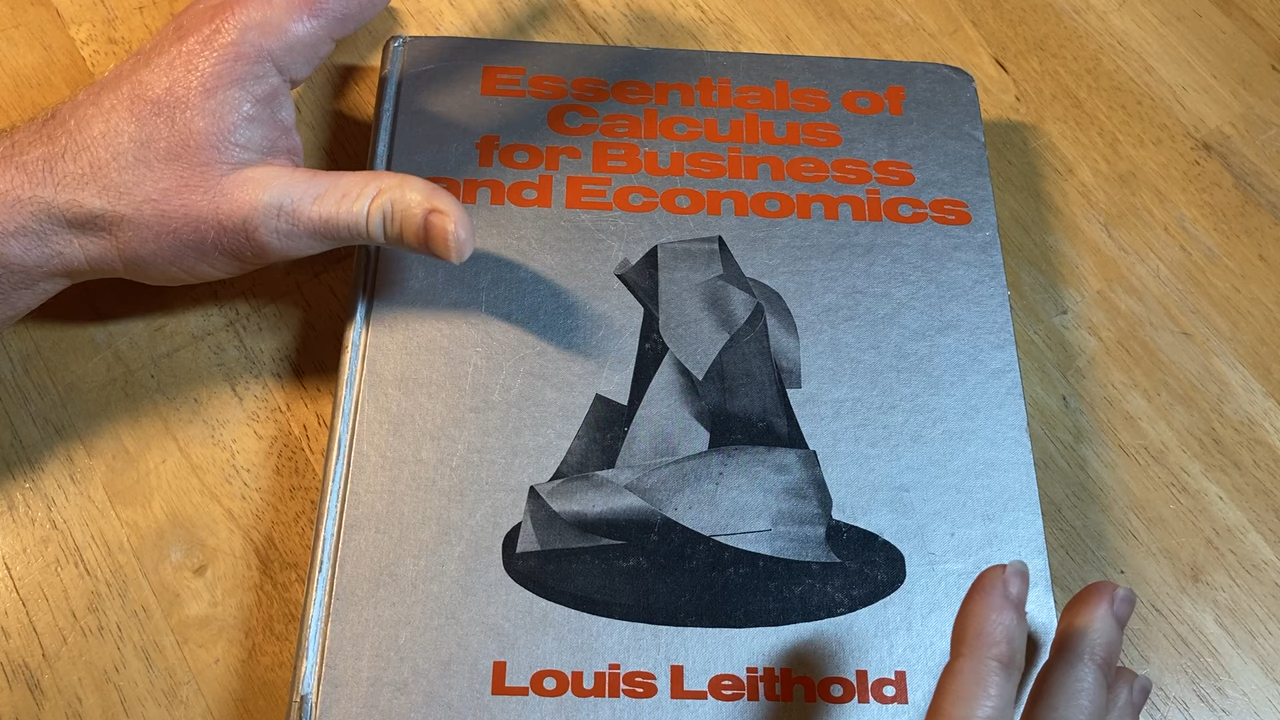 Essentials of
Calculus
for Business
and Economics
Louis Leithold